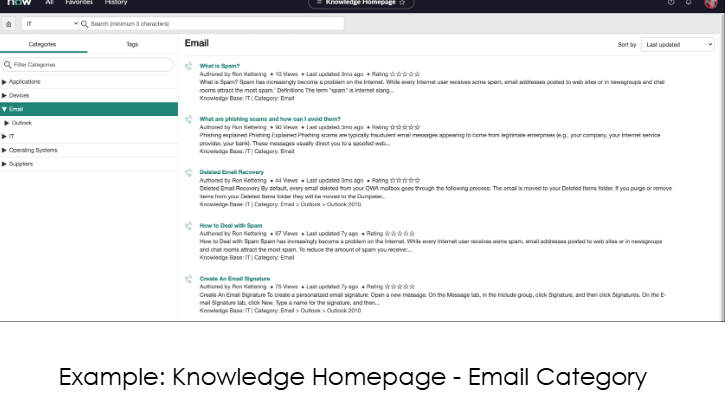 now All Favorites History Knowledge Homepage ☆
IT Search (minimum 3 characters)
Categories Tags
Email
Sort by Last updated
Filter Categories
Applications
Devices
Email
Outlook
IT
Operating Systems
Suppliers
What is Spam?
Authored by Ron Kettering • 10 Views • Last updated 3mo ago • Rating ☆☆☆☆☆
What is Spam? Spam has increasingly become a problem on the Internet. While every Internet user receives some spam, email addresses posted to web sites or in newsgroups and chat
rooms attract the most spam.' Definitions The term "spam" is Internet slang...
Knowledge Base: IT | Category: Email
What are phishing scams and how can I avoid them?
Authored by Ron Kettering • 90 Views • Last updated 3mo ago • Rating ☆☆☆☆☆
Phishing explained Phishing Explained Phishing scams are typically fraudulent email messages appearing to come from legitimate enterprises (e.g., your company, your Internet service
provider, your bank). These messages usually direct you to a spoofed web...
Knowledge Base: IT | Category: Email
Deleted Email Recovery
Authored by Ron Kettering • 44 Views • Last updated 3mo ago • Rating ☆☆☆☆☆
Deleted Email Recovery By default, every email deleted from your OWA mailbox goes through the following process: The email is moved to your Deleted Items folder. If you purge or remove
items from your Deleted Items folder they will be moved to the Dumpster...
Knowledge Base: IT | Category: Email > Outlook > Outlook 2010
How to Deal with Spam
Authored by Ron Kettering • 67 Views • Last updated 7y ago • Rating ☆☆☆☆☆
How to Deal with Spam Spam has increasingly become a problem on the Internet. While every Internet user receives some spam, email addresses posted to web sites or in newsgroups
and chat rooms attract the most spam. To reduce the amount of spam you receive:...
Knowledge Base: IT | Category: Email
Create An Email Signature
Authored by Ron Kettering • 75 Views • Last updated 7y ago • Rating ☆☆☆☆☆
Create An Email Signature To create a personalized email signature: Open a new message. On the Message tab, in the Include group, click Signature, and then click Signatures. On the E-
mail Signature tab, click New. Type a name for the signature, and then...
Knowledge Base: IT | Category: Email > Outlook > Outlook 2010
Example: Knowledge Homepage - Email Category